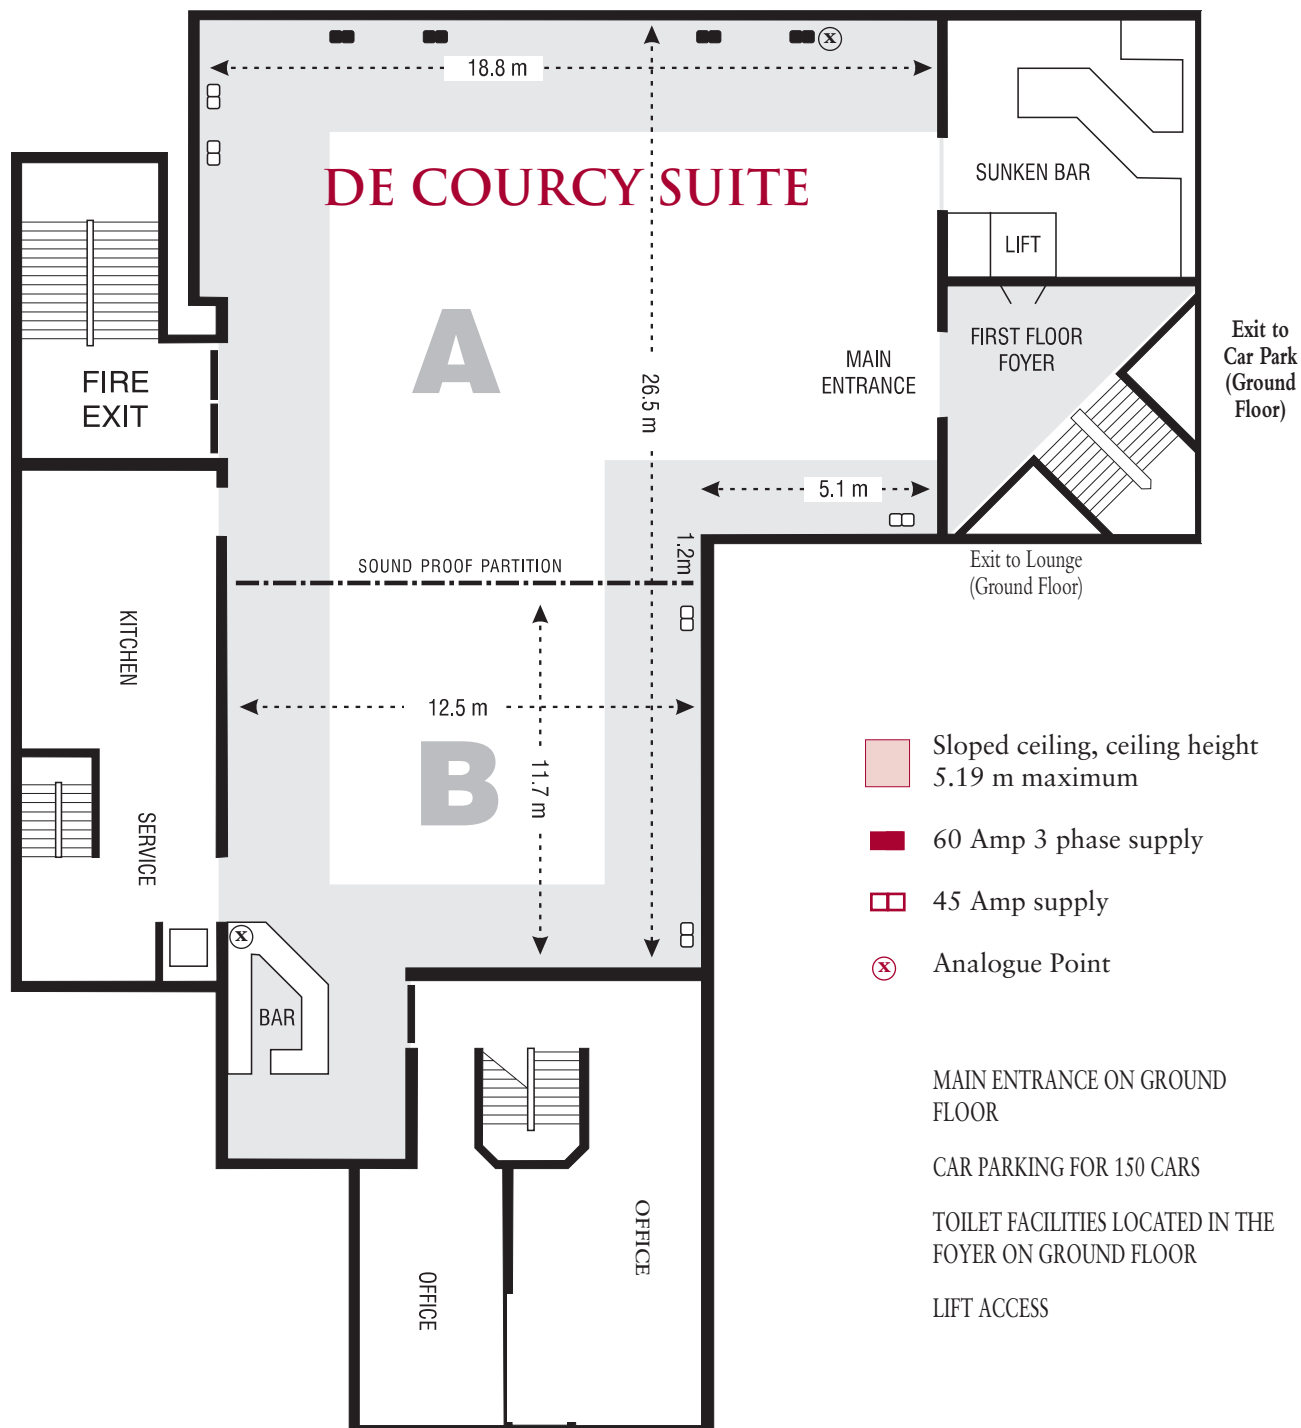 18.8 m
DE COURCY SUITE
SUNKEN BAR
LIFT
A
26.5 m
MAIN
ENTRANCE
FIRST FLOOR
FOYER
Exit to
Car Park
(Ground
Floor)
FIRE
EXIT
5.1 m
1.2m
SOUND PROOF PARTITION
Exit to Lounge
(Ground Floor)
KITCHEN
12.5 m
11.7 m
B
SERVICE
x
x
BAR
OFFICE
OFFICE
Sloped ceiling, ceiling height
5.19 m maximum
60 Amp 3 phase supply
45 Amp supply
x
Analogue Point
MAIN ENTRANCE ON GROUND
FLOOR
CAR PARKING FOR 150 CARS
TOILET FACILITIES LOCATED IN THE
FOYER ON GROUND FLOOR
LIFT ACCESS